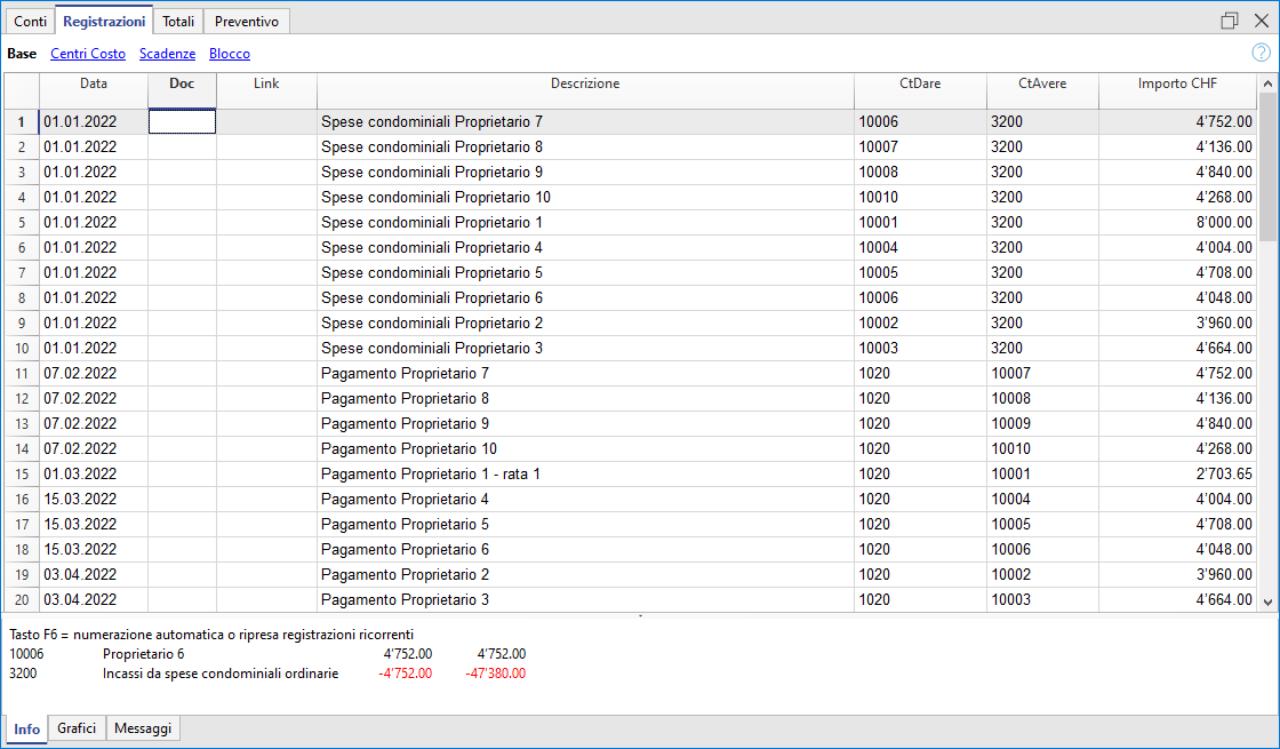 Conti Registrazioni Totali Preventivo
Base Centri Costo Scadenze Blocco ?
Data Doc Link Descrizione CtDare CtAvere Importo CHF
1 01.01.2022 Spese condominiali Proprietario 7 10006 3200 4'752.00
2 01.01.2022 Spese condominiali Proprietario 8 10007 3200 4'136.00
3 01.01.2022 Spese condominiali Proprietario 9 10008 3200 4'840.00
4 01.01.2022 Spese condominiali Proprietario 10 10010 3200 4'268.00
5 01.01.2022 Spese condominiali Proprietario 1 10001 3200 8'000.00
6 01.01.2022 Spese condominiali Proprietario 4 10004 3200 4'004.00
7 01.01.2022 Spese condominiali Proprietario 5 10005 3200 4'708.00
8 01.01.2022 Spese condominiali Proprietario 6 10006 3200 4'048.00
9 01.01.2022 Spese condominiali Proprietario 2 10002 3200 3'960.00
10 01.01.2022 Spese condominiali Proprietario 3 10003 3200 4'664.00
11 07.02.2022 Pagamento Proprietario 7 1020 10007 4'752.00
12 07.02.2022 Pagamento Proprietario 8 1020 10008 4'136.00
13 07.02.2022 Pagamento Proprietario 9 1020 10009 4'840.00
14 07.02.2022 Pagamento Proprietario 10 1020 10010 4'268.00
15 01.03.2022 Pagamento Proprietario 1 - rata 1 1020 10001 2'703.65
16 15.03.2022 Pagamento Proprietario 4 1020 10004 4'004.00
17 15.03.2022 Pagamento Proprietario 5 1020 10005 4'708.00
18 15.03.2022 Pagamento Proprietario 6 1020 10006 4'048.00
19 03.04.2022 Pagamento Proprietario 2 1020 10002 3'960.00
20 03.04.2022 Pagamento Proprietario 3 1020 10003 4'664.00
Tasto F6 = numerazione automatica o ripresa registrazioni ricorrenti
10006 Proprietario 6 4'752.00 4'752.00
3200 Incassi da spese condominiali ordinarie -4'752.00 -47'380.00
Info Grafici Messaggi